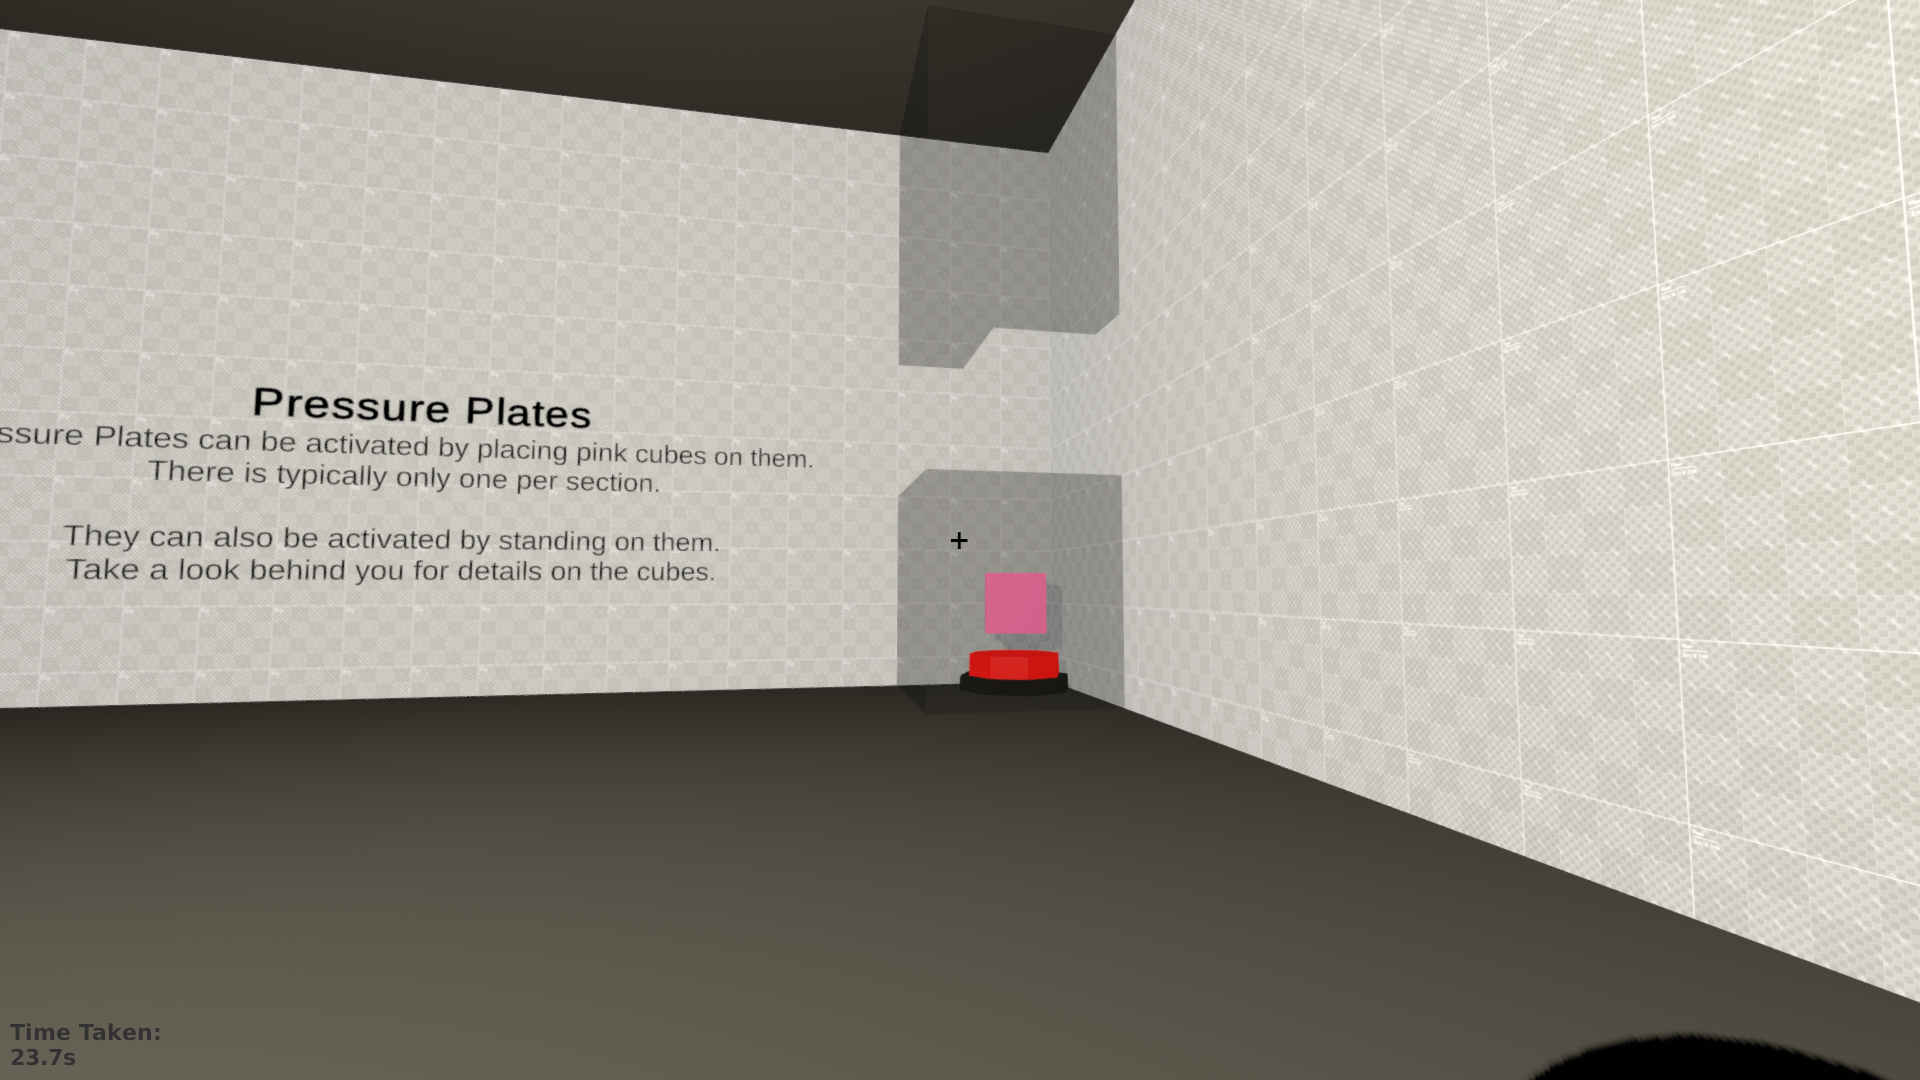 Pressure Plates
ssure Plates can be activated by placing pink cubes on them.
There is typically only one per section.
They can also be activated by standing on them.
Take a look behind you for details on the cubes.
Time Taken:
23.7s